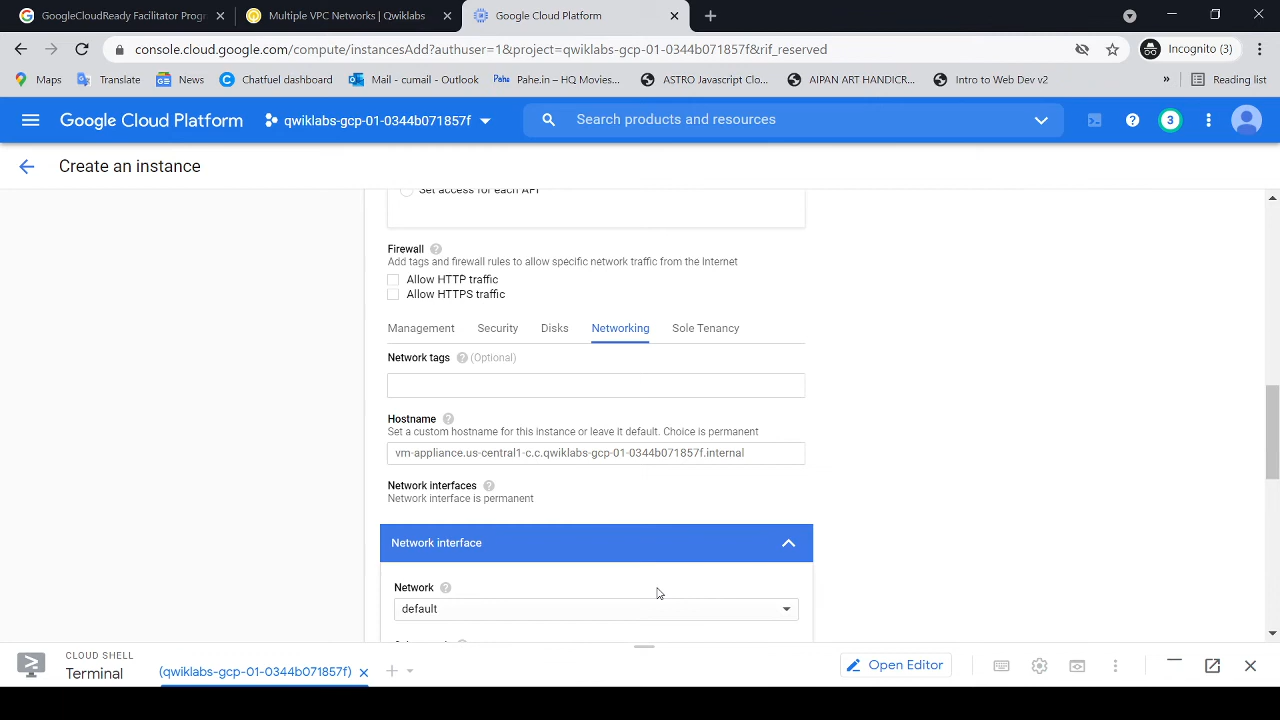 GoogleCloudReady Facilitator Progr
Multiple VPC Networks | Qwiklabs
Google Cloud Platform
console.cloud.google.com/compute/instancesAdd?authuser=1&project=qwiklabs-gcp-01-0344b071857f&rif_reserved
Incognito (3)
Maps
Translate
News
Chatfuel dashboard
Mail - cumail - Outlook
Pahe Pahe.in – HQ Movies...
ASTRO Javascript Clo...
AIPAN ARTHANDICR...
Intro to Web Dev v2
»
Reading list
Google Cloud Platform
qwiklabs-gcp-01-0344b071857f
Search products and resources
3
Create an instance
Set access for each API
Firewall
Add tags and firewall rules to allow specific network traffic from the Internet
Allow HTTP traffic
Allow HTTPS traffic
Management Security Disks Networking Sole Tenancy
Network tags (Optional)
Hostname
Set a custom hostname for this instance or leave it default. Choice is permanent
vm-appliance.us-central1-c.c.qwiklabs-gcp-01-0344b071857f.internal
Network interfaces
Network interface is permanent
Network interface
Network
default
CLOUD SHELL
Terminal
(qwiklabs-gcp-01-0344b071857f)
Open Editor